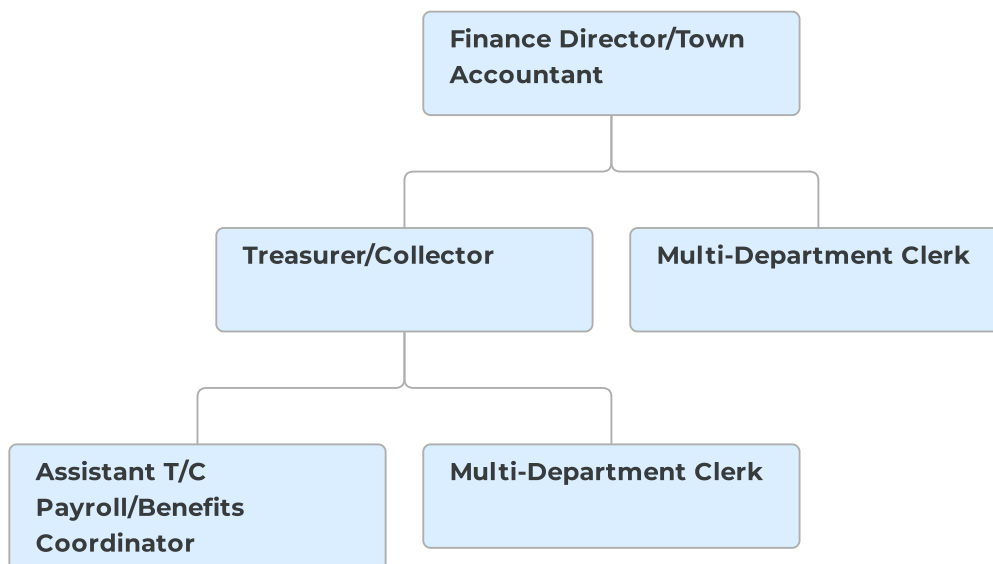 Finance Director/Town
Accountant
Treasurer/Collector
Multi-Department Clerk
Assistant T/C
Payroll/Benefits
Coordinator
Multi-Department Clerk